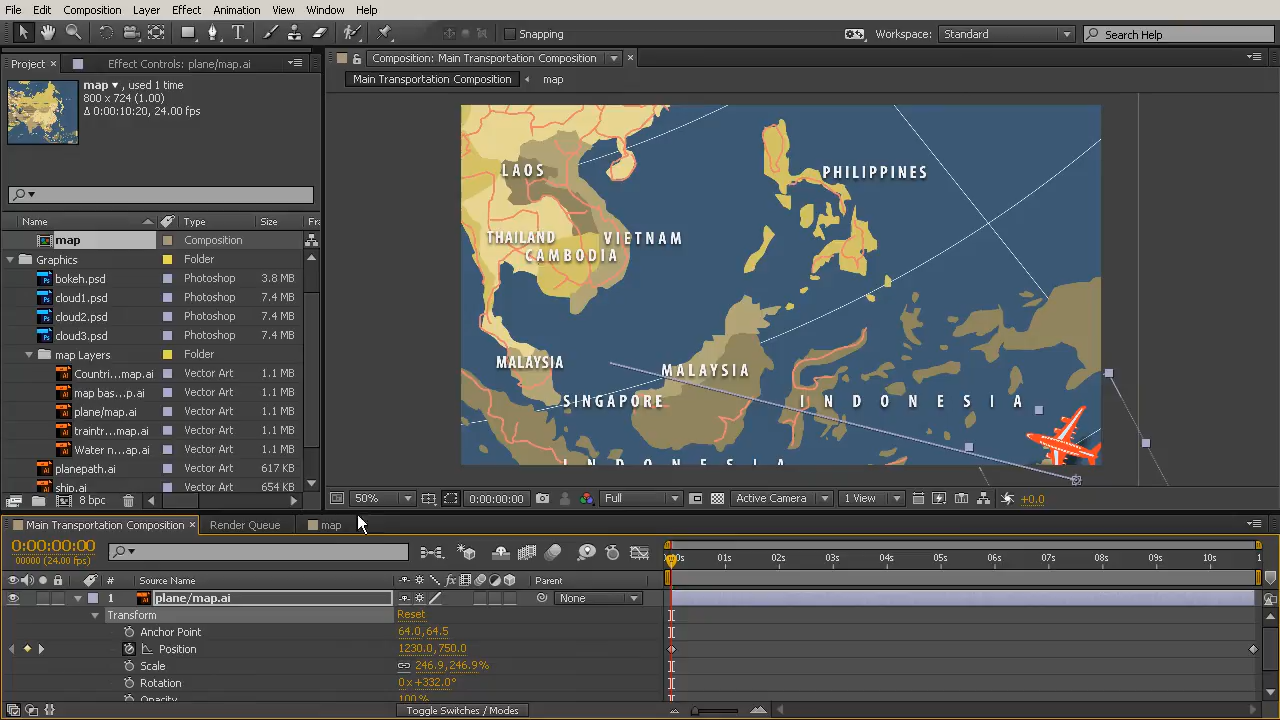 File Edit Composition Layer Effect Animation View Window Help
Snapping Workspace: Standard Search Help
Project × Effect Controls: plane/map.ai
Composition: Main Transportation Composition ×
Main Transportation Composition map
map ▾ , used 1 time
800 x 724 (1.00)
Δ 0:00:10:20, 24.00 fps
Name Type Size Fra
map Composition
Graphics Folder
bokeh.psd Photoshop 3.8 MB
cloud1.psd Photoshop 7.4 MB
cloud2.psd Photoshop 7.4 MB
cloud3.psd Photoshop 7.4 MB
map Layers Folder
Countri...map.ai Vector Art 1.1 MB
map bas...p.ai Vector Art 1.1 MB
plane/map.ai Vector Art 1.1 MB
traintr...map.ai Vector Art 1.1 MB
Water n...ap.ai Vector Art 1.1 MB
planepath.ai Vector Art 617 KB
ship.ai Vector Art 654 KB
8 bpc
LAOS
PHILIPPINES
THAILAND VIETNAM
CAMBODIA
MALAYSIA
MALAYSIA
SINGAPORE INDONESIA
INDONESIA
50% 0:00:00:00 Full Active Camera 1 View +0.0
Main Transportation Composition × Render Queue map
0:00:00:00
00000 (24.00 fps)
00s 01s 02s 03s 04s 05s 06s 07s 08s 09s 10s 1
# Source Name Parent
1 plane/map.ai None
Transform Reset
Anchor Point 64.0,64.5
Position 1230.0,750.0
Scale 246.9,246.9%
Rotation 0 x +332.0°
Opacity 100 %
Toggle Switches / Modes